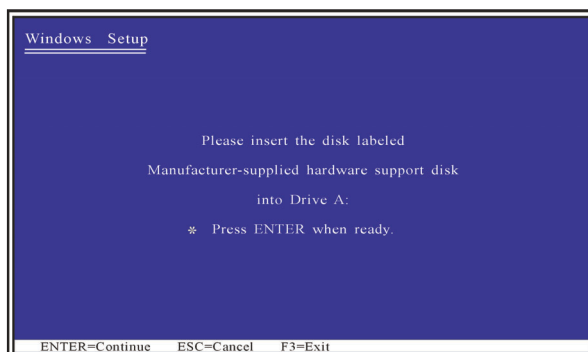 Windows Setup
Please insert the disk labeled
Manufacturer-supplied hardware support disk
into Drive A:
* Press ENTER when ready.
ENTER=Continue ESC=Cancel F3=Exit